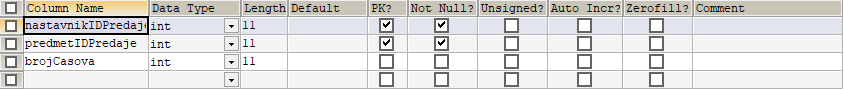 Column Name Data Type Length Default PK? Not Null? Unsigned? Auto Incr? Zerofill? Comment
nastavnikIDPredaje int 11
predmetIDPredaje int 11
brojCasova int 11